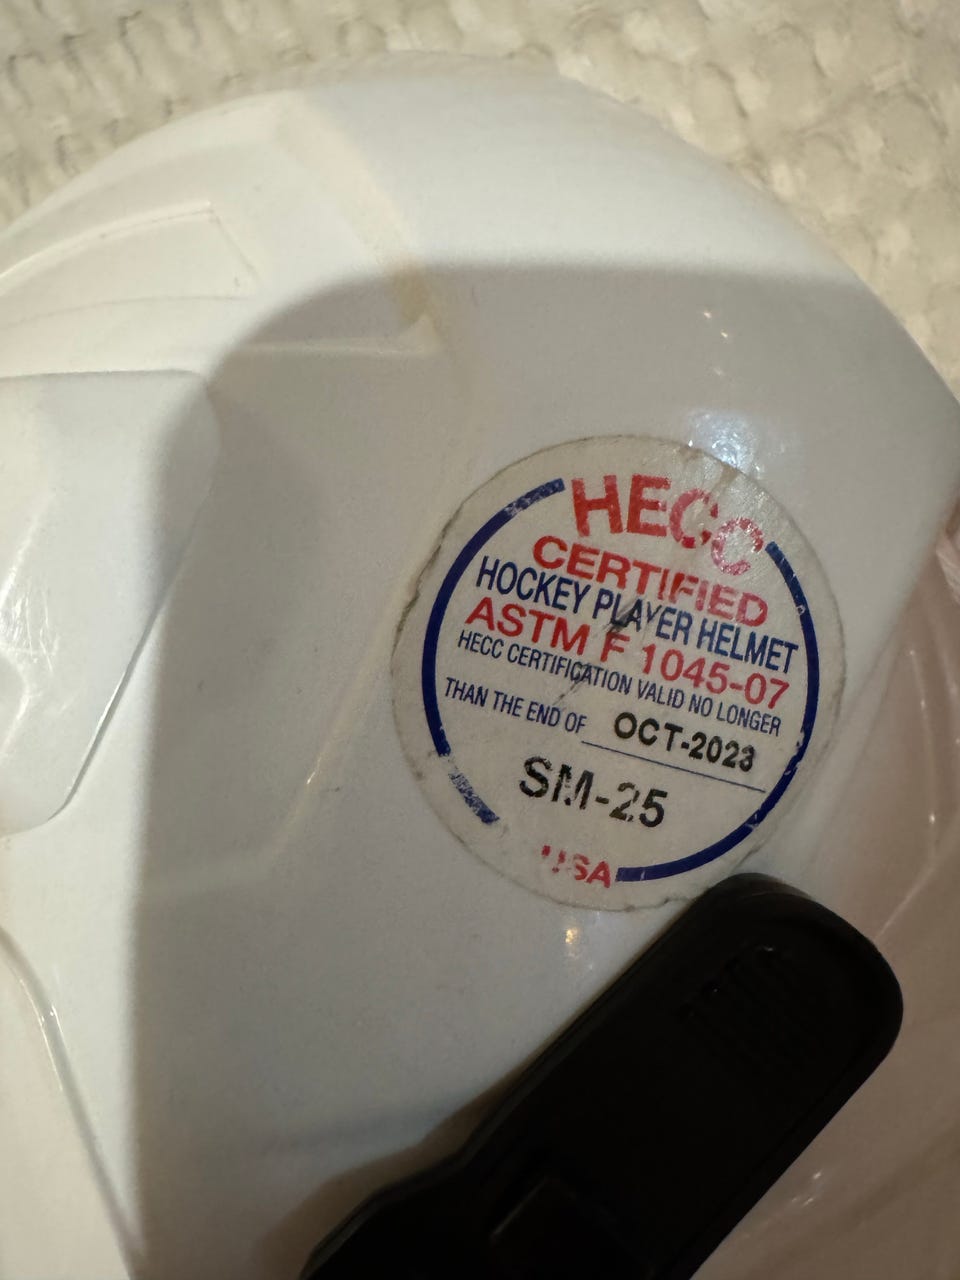 HECC
CERTIFIED
HOCKEY PLAYER HELMET
ASTM F 1045-07
HECC CERTIFICATION VALID NO LONGER
THAN THE END OF OCT-2023
SM-25
USA